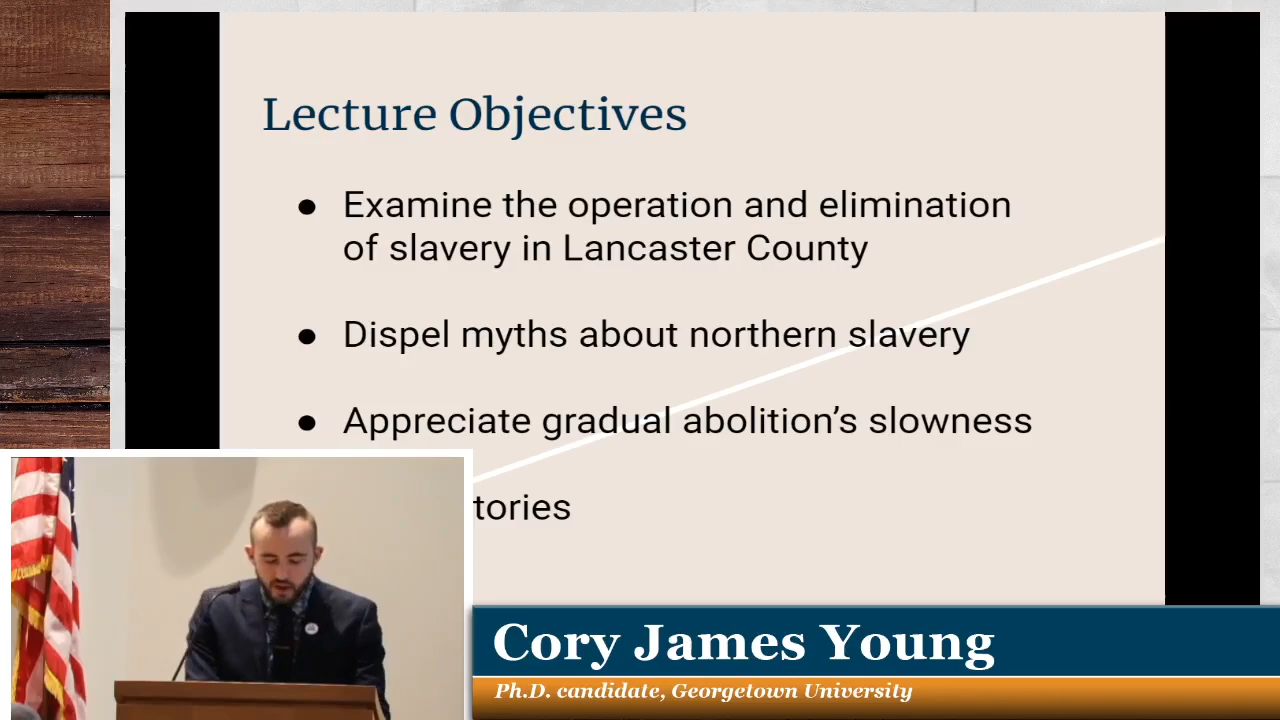 Lecture Objectives
● Examine the operation and elimination
of slavery in Lancaster County
● Dispel myths about northern slavery
● Appreciate gradual abolition’s slowness
tories
Cory James Young
Ph.D. candidate, Georgetown University